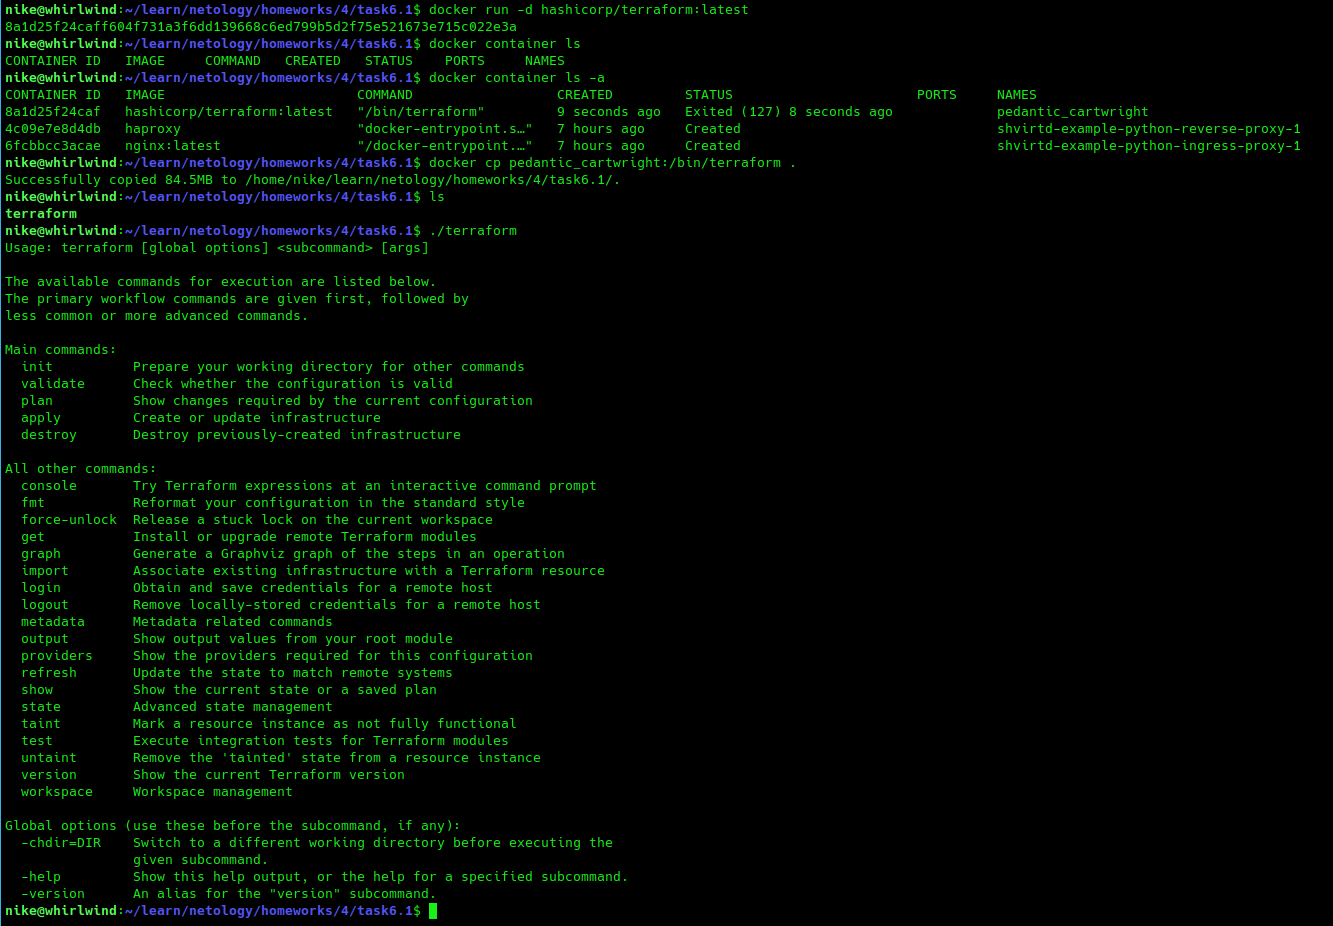 nike@whirlwind:~/learn/netology/homeworks/4/task6.1$ docker run -d hashicorp/terraform:latest
8a1d25f24caff604f731a3f6dd139668c6ed799b5d2f75e521673e715c022e3a
nike@whirlwind:~/learn/netology/homeworks/4/task6.1$ docker container ls
CONTAINER ID   IMAGE     COMMAND   CREATED   STATUS    PORTS     NAMES
nike@whirlwind:~/learn/netology/homeworks/4/task6.1$ docker container ls -a
CONTAINER ID   IMAGE                        COMMAND                  CREATED         STATUS                       PORTS     NAMES
8a1d25f24caf   hashicorp/terraform:latest   "/bin/terraform"         9 seconds ago   Exited (127) 8 seconds ago             pedantic_cartwright
4c09e7e8d4db   haproxy                      "docker-entrypoint.s…"   7 hours ago     Created                                shvirtd-example-python-reverse-proxy-1
6fcbbcc3acae   nginx:latest                 "/docker-entrypoint.…"   7 hours ago     Created                                shvirtd-example-python-ingress-proxy-1
nike@whirlwind:~/learn/netology/homeworks/4/task6.1$ docker cp pedantic_cartwright:/bin/terraform .
Successfully copied 84.5MB to /home/nike/learn/netology/homeworks/4/task6.1/.
nike@whirlwind:~/learn/netology/homeworks/4/task6.1$ ls
terraform
nike@whirlwind:~/learn/netology/homeworks/4/task6.1$ ./terraform
Usage: terraform [global options] <subcommand> [args]

The available commands for execution are listed below.
The primary workflow commands are given first, followed by
less common or more advanced commands.

Main commands:
  init          Prepare your working directory for other commands
  validate      Check whether the configuration is valid
  plan          Show changes required by the current configuration
  apply         Create or update infrastructure
  destroy       Destroy previously-created infrastructure

All other commands:
  console       Try Terraform expressions at an interactive command prompt
  fmt           Reformat your configuration in the standard style
  force-unlock  Release a stuck lock on the current workspace
  get           Install or upgrade remote Terraform modules
  graph         Generate a Graphviz graph of the steps in an operation
  import        Associate existing infrastructure with a Terraform resource
  login         Obtain and save credentials for a remote host
  logout        Remove locally-stored credentials for a remote host
  metadata      Metadata related commands
  output        Show output values from your root module
  providers     Show the providers required for this configuration
  refresh       Update the state to match remote systems
  show          Show the current state or a saved plan
  state         Advanced state management
  taint         Mark a resource instance as not fully functional
  test          Execute integration tests for Terraform modules
  untaint       Remove the 'tainted' state from a resource instance
  version       Show the current Terraform version
  workspace     Workspace management

Global options (use these before the subcommand, if any):
  -chdir=DIR    Switch to a different working directory before executing the
                given subcommand.
  -help         Show this help output, or the help for a specified subcommand.
  -version      An alias for the "version" subcommand.
nike@whirlwind:~/learn/netology/homeworks/4/task6.1$